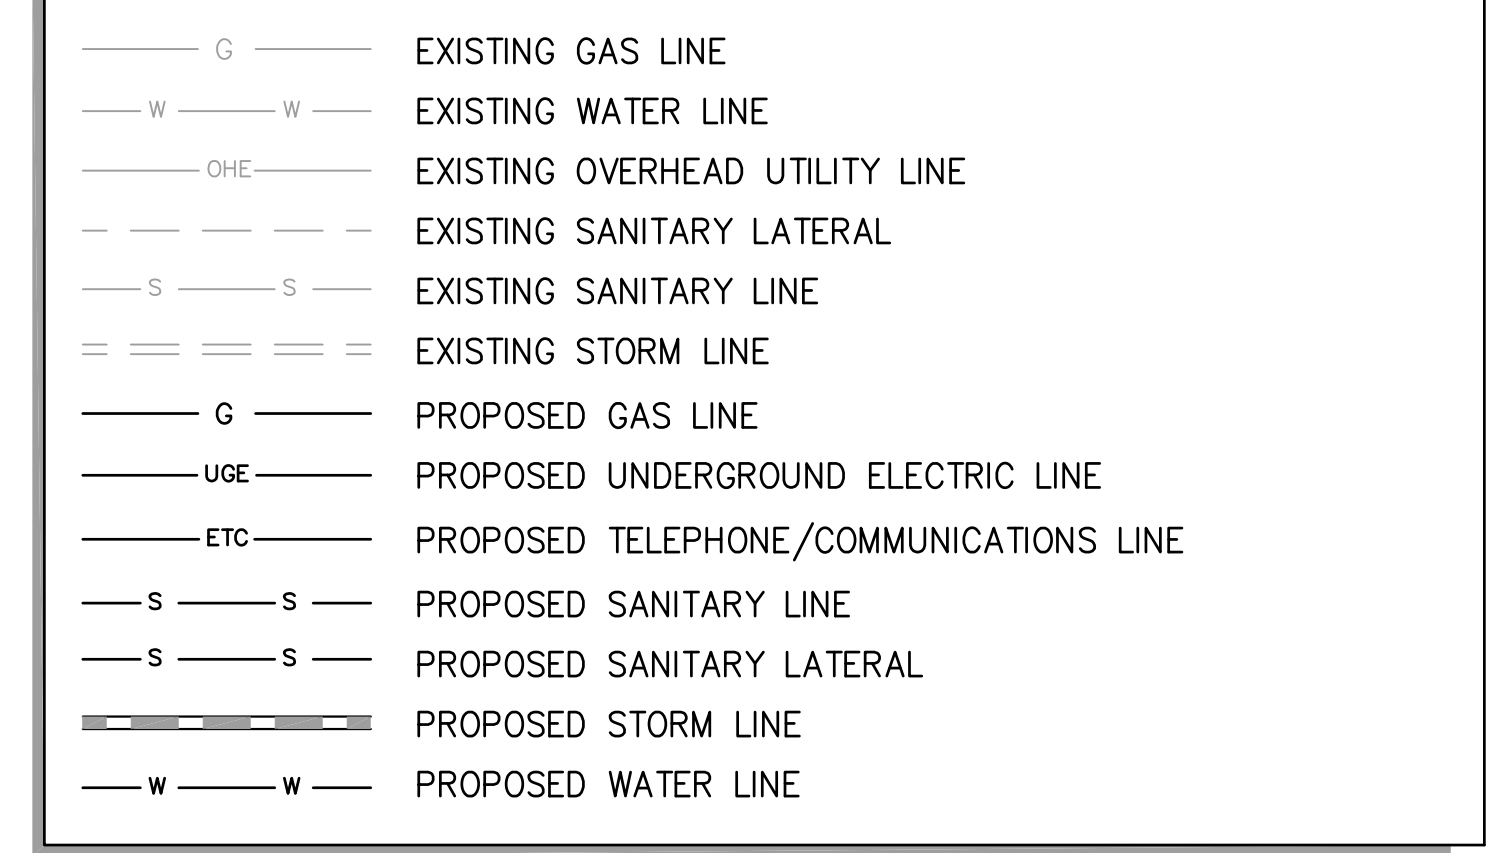 G EXISTING GAS LINE
W W EXISTING WATER LINE
OHE EXISTING OVERHEAD UTILITY LINE
EXISTING SANITARY LATERAL
S S EXISTING SANITARY LINE
EXISTING STORM LINE
G PROPOSED GAS LINE
UGE PROPOSED UNDERGROUND ELECTRIC LINE
ETC PROPOSED TELEPHONE/COMMUNICATIONS LINE
S S PROPOSED SANITARY LINE
S S PROPOSED SANITARY LATERAL
PROPOSED STORM LINE
W W PROPOSED WATER LINE